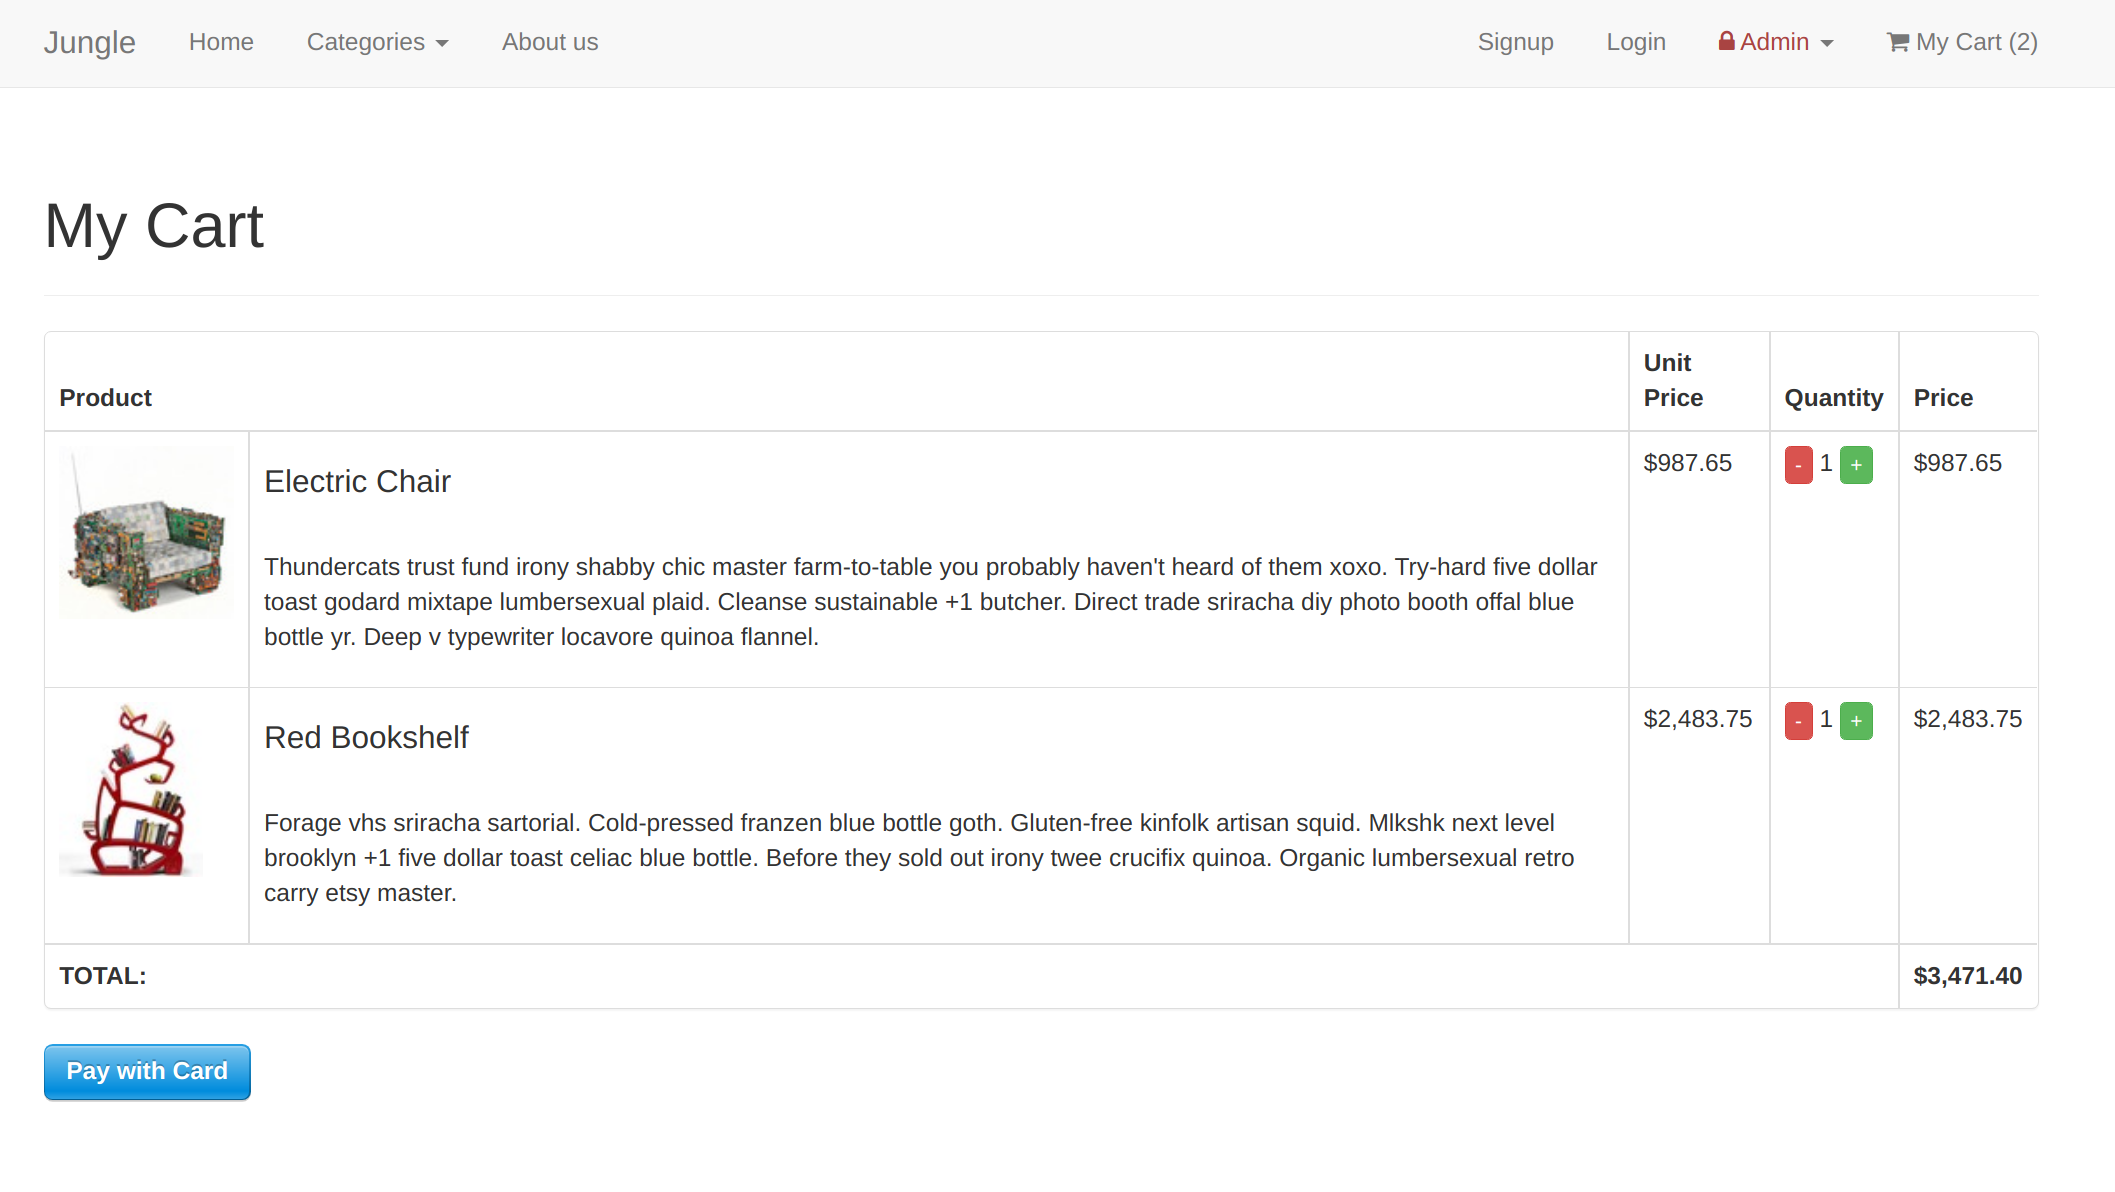 Jungle Home Categories About us Signup Login Admin My Cart (2)
My Cart
Product Unit Price Quantity Price
Electric Chair $987.65 - 1 + $987.65
Thundercats trust fund irony shabby chic master farm-to-table you probably haven't heard of them xoxo. Try-hard five dollar
toast godard mixtape lumbersexual plaid. Cleanse sustainable +1 butcher. Direct trade sriracha diy photo booth offal blue
bottle yr. Deep v typewriter locavore quinoa flannel.
Red Bookshelf $2,483.75 - 1 + $2,483.75
Forage vhs sriracha sartorial. Cold-pressed franzen blue bottle goth. Gluten-free kinfolk artisan squid. Mlkshk next level
brooklyn +1 five dollar toast celiac blue bottle. Before they sold out irony twee crucifix quinoa. Organic lumbersexual retro
carry etsy master.
TOTAL: $3,471.40
Pay with Card